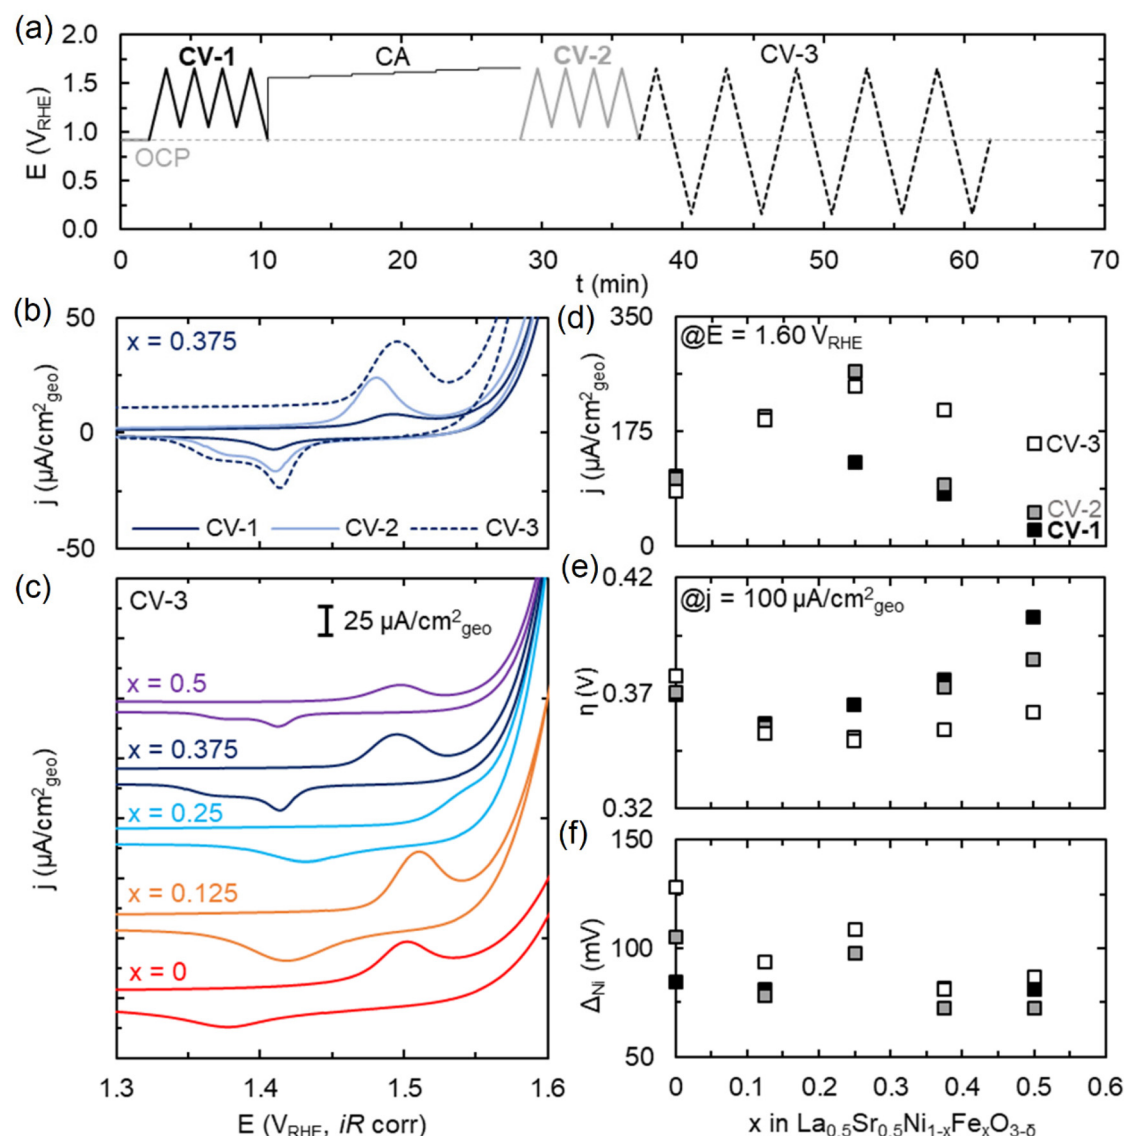 (a)
2.0
1.5
1.0
0.5
0.0
E (V_RHE)
CV-1
CA
CV-2
CV-3
OCP
0 10 20 30 40 50 60 70
t (min)
(b)
50
0
-50
j (µA/cm²_geo)
x = 0.375
CV-1 CV-2 CV-3
(c)
CV-3
25 µA/cm²_geo
x = 0.5
x = 0.375
x = 0.25
x = 0.125
x = 0
j (µA/cm²_geo)
1.3 1.4 1.5 1.6
E (V_RHE, iR corr)
(d)
350
175
0
j (µA/cm²_geo)
@E = 1.60 V_RHE
CV-3
CV-2
CV-1
(e)
0.42
0.37
0.32
η (V)
@j = 100 µA/cm²_geo
(f)
150
100
50
Δ_Ni (mV)
0 0.1 0.2 0.3 0.4 0.5 0.6
x in La₀.₅Sr₀.₅Ni₁₋ₓFeₓO₃₋δ